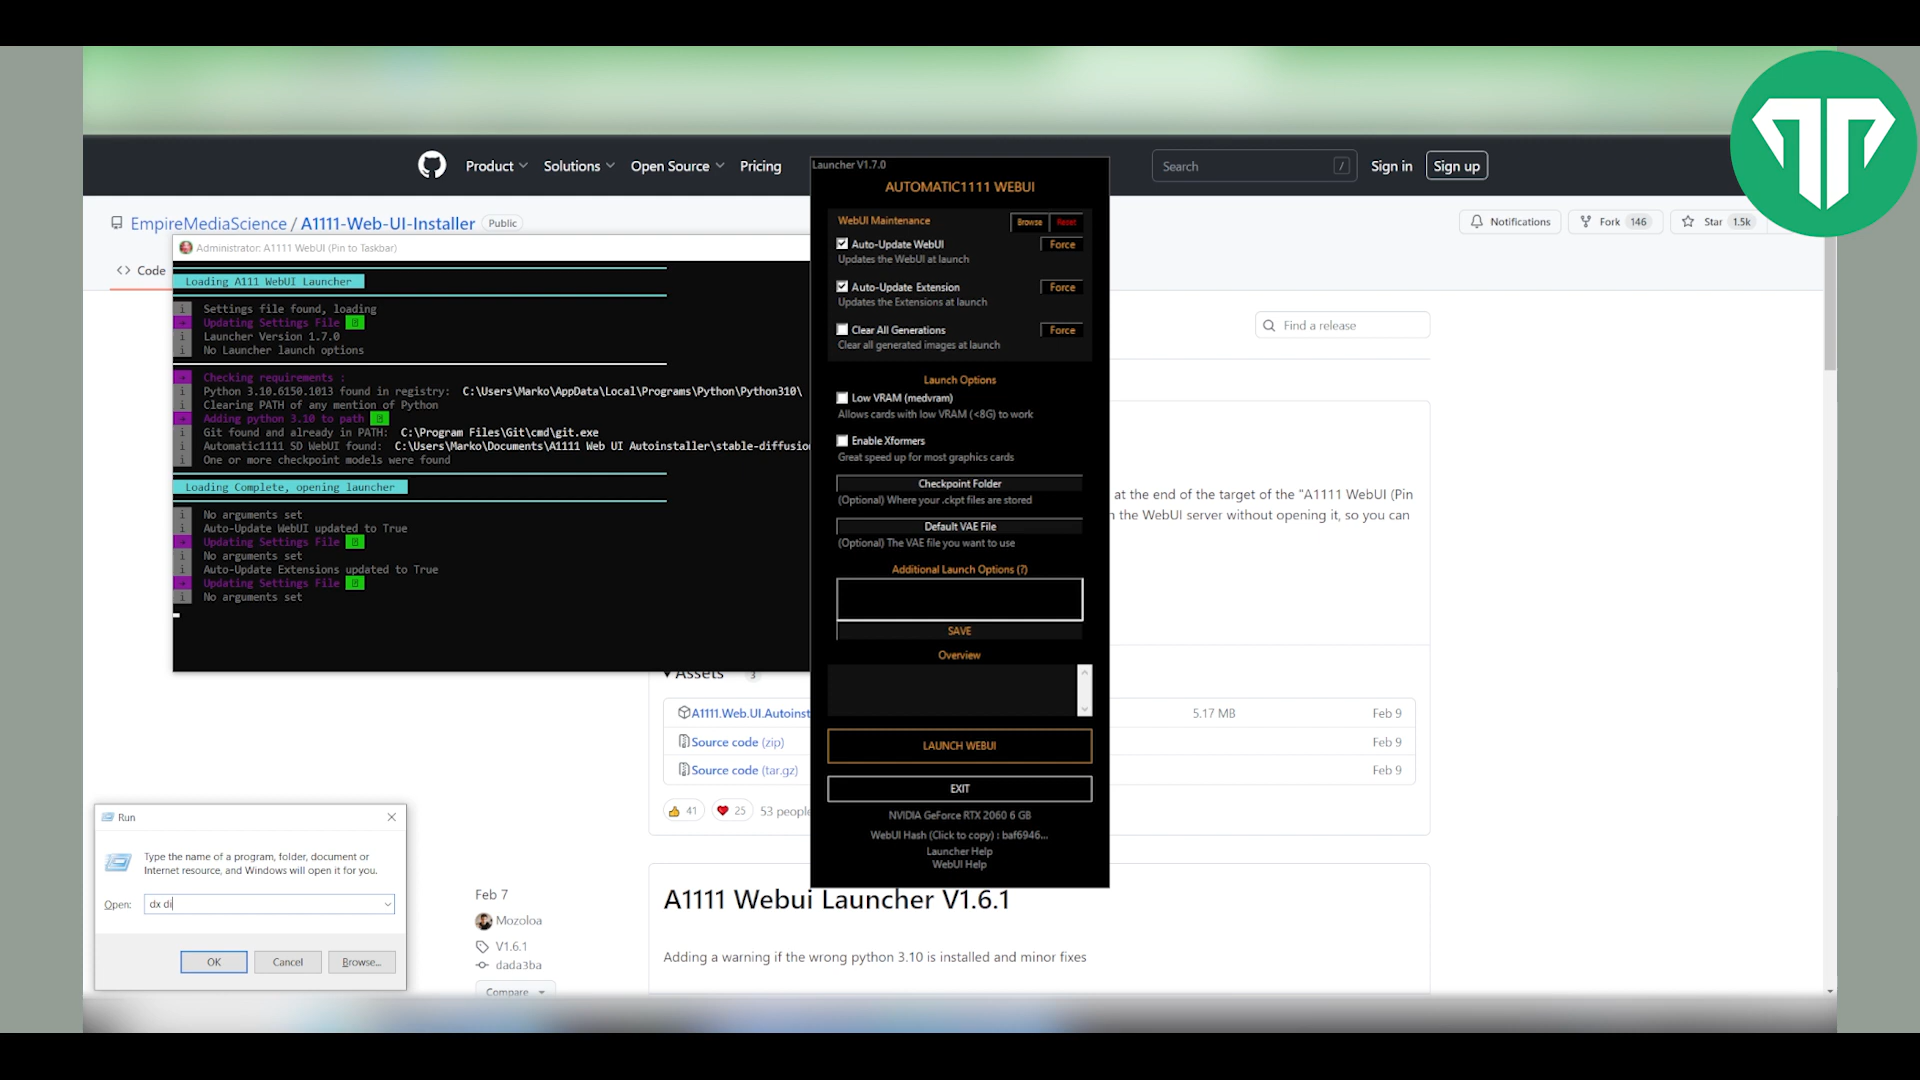 Product
Solutions
Open Source
Pricing
Search
/
Sign in
Sign up
EmpireMediaScience / A1111-Web-UI-Installer
Public
Notifications
Fork 146
Star 1.5k
<> Code
Find a release
Administrator: A1111 WebUI (Pin to Taskbar)
Loading A111 WebUI Launcher
i Settings file found, loading
+ Updating Settings File
i Launcher Version 1.7.0
i No Launcher launch options
+ Checking requirements :
i Python 3.10.6150.1013 found in registry: C:\Users\Marko\AppData\Local\Programs\Python\Python310\
i Clearing PATH of any mention of Python
+ Adding python 3.10 to path
i Git found and already in PATH: C:\Program Files\Git\cmd\git.exe
i Automatic1111 SD WebUI found: C:\Users\Marko\Documents\A1111 Web UI Autoinstaller\stable-diffusio
i One or more checkpoint models were found
Loading Complete, opening launcher
i No arguments set
i Auto-Update WebUI updated to True
+ Updating Settings File
i No arguments set
i Auto-Update Extensions updated to True
+ Updating Settings File
i No arguments set
Launcher V1.7.0
AUTOMATIC1111 WEBUI
WebUI Maintenance
Browse
Reset
Auto-Update WebUI
Force
Updates the WebUI at launch
Auto-Update Extension
Force
Updates the Extensions at launch
Clear All Generations
Force
Clear all generated images at launch
Launch Options
Low VRAM (medvram)
Allows cards with low VRAM (<8G) to work
Enable Xformers
Great speed up for most graphics cards
Checkpoint Folder
(Optional) Where your .ckpt files are stored
Default VAE File
(Optional) The VAE file you want to use
Additional Launch Options (?)
SAVE
Overview
LAUNCH WEBUI
EXIT
NVIDIA GeForce RTX 2060 6 GB
WebUI Hash (Click to copy) : baf6946...
Launcher Help
WebUI Help
at the end of the target of the "A1111 WebUI (Pin
the WebUI server without opening it, so you can
Assets 3
A1111.Web.UI.Autoinst
5.17 MB
Feb 9
Source code (zip)
Feb 9
Source code (tar.gz)
Feb 9
41
25
53 people
Run
Type the name of a program, folder, document or
Internet resource, and Windows will open it for you.
Open:
dx di
OK
Cancel
Browse...
Feb 7
Mozoloa
V1.6.1
dada3ba
Compare
A1111 Webui Launcher V1.6.1
Adding a warning if the wrong python 3.10 is installed and minor fixes